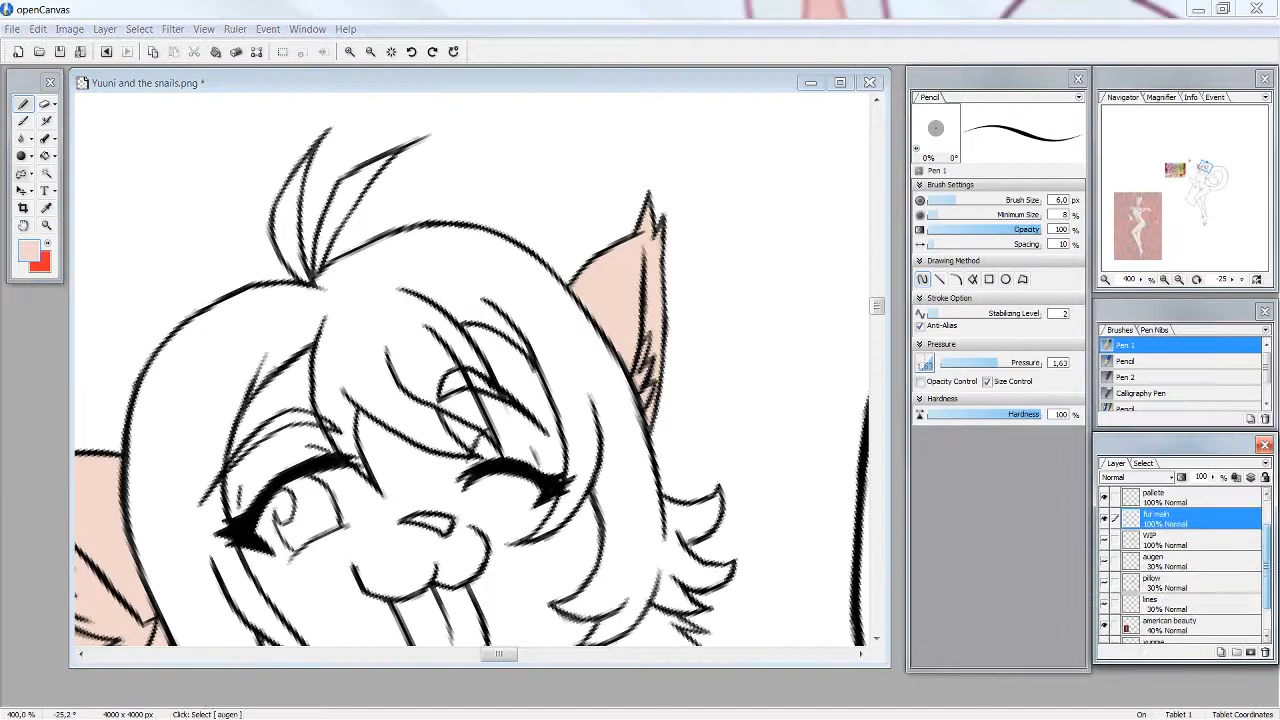 openCanvas
File Edit Image Layer Select Filter View Ruler Event Window Help
Yuuni and the snails.png *
T
Pencil
0% 0°
Pen 1
Brush Settings
Brush Size 6,0 px
Minimum Size 8 %
Opacity 100 %
Spacing 10 %
Drawing Method
Stroke Option
Stabilizing Level 2
Anti-Alias
Pressure
1,63 Pressure 1,63
Opacity Control Size Control
Hardness
Hardness 100 %
Navigator Magnifier Info Event
400 % -25 °
Brushes Pen Nibs
Pen 1
Pencil
Pen 2
Calligraphy Pen
Pencil
Layer Select
Normal 100 %
pallete
100% Normal
fur main
100% Normal
WIP
100% Normal
augen
30% Normal
pillow
30% Normal
lines
30% Normal
american beauty
40% Normal
400,0 % -25,2 ° 4000 x 4000 px Click: Select [ augen ] On Tablet 1 Tablet Coordinates